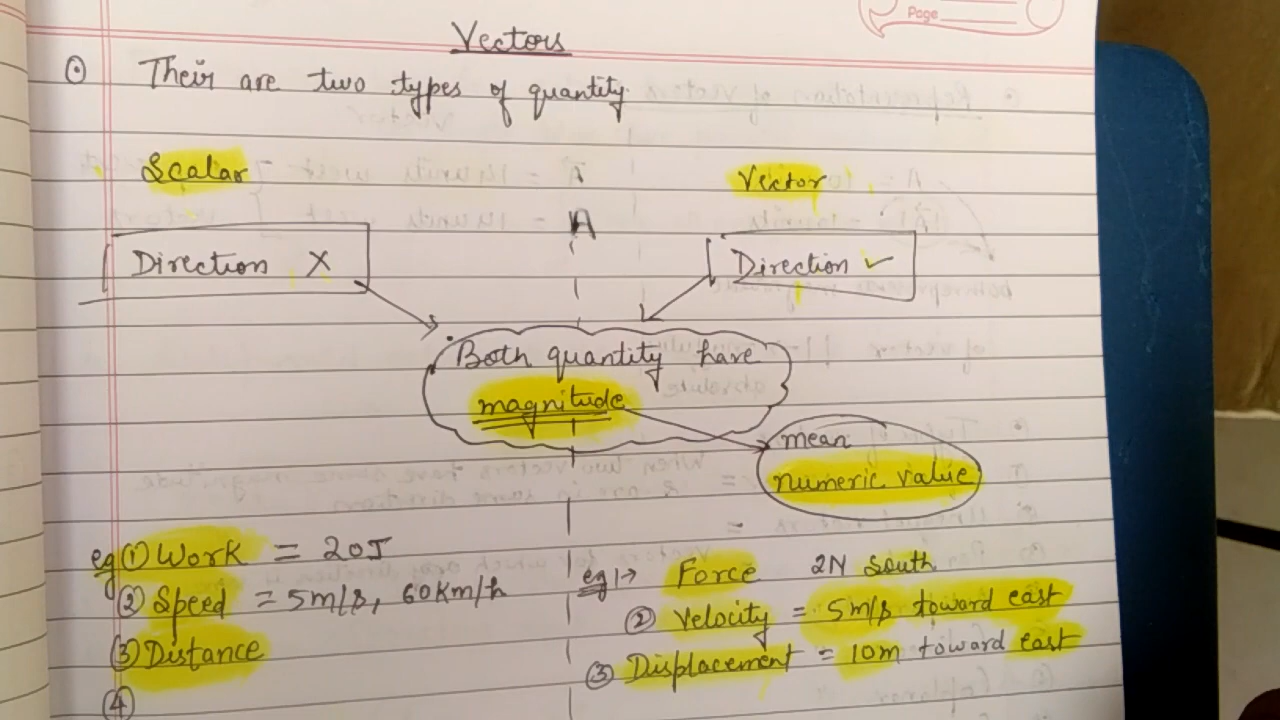 Page
Vectors
⊙ Their are two types of quantity
Scalar
Vector
A
Direction X
Direction ✓
Both quantity have
magnitude
mean
numeric value
eg ① Work = 20J
② Speed = 5m/s, 60Km/h
③ Distance
④
eg 1→ Force 2N South
② Velocity = 5m/s toward east
③ Displacement = 10m toward east